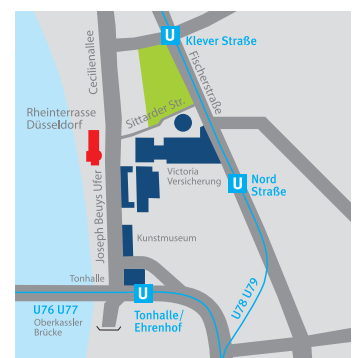 U
Klever Straße
Cecilienallee
Fischerstraße
Sittarder Str.
Rheinterrasse
Düsseldorf
Victoria
Versicherung
U
Nord
Straße
Joseph Beuys Ufer
Kunstmuseum
Tonhalle
U
U78 U79
U76 U77
Oberkassler
Brücke
Tonhalle/
Ehrenhof